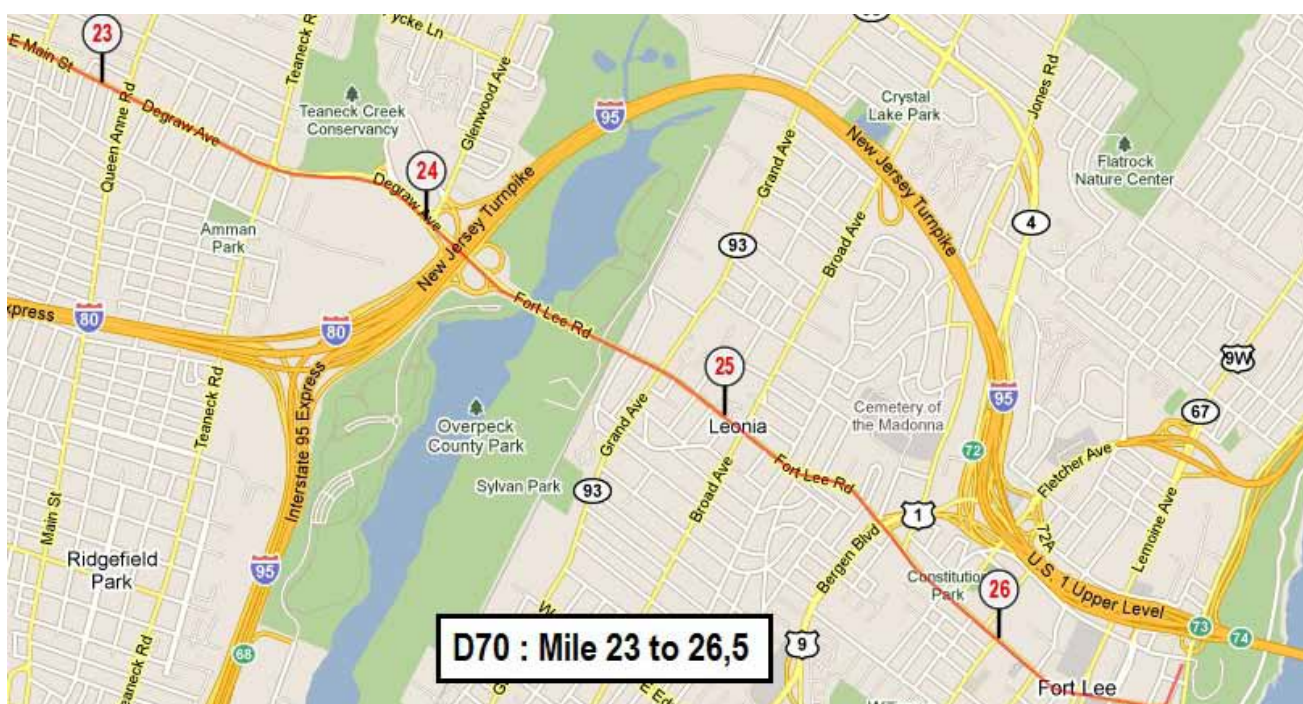 23
E Main St
Queen Anne Rd
Teaneck Rd
Teaneck Creek
Conservancy
Degraw Ave
Glenwood Ave
95
24
Degraw Ave
New Jersey Turnpike
Amman
Park
Crystal
Lake Park
Jones Rd
Grand Ave
New Jersey Turnpike
Flatrock
Nature Center
4
93
Broad Ave
80
80
Fort Lee Rd
Interstate 95 Express
Teaneck Rd
25
Leonia
9W
67
95
Cemetery of
the Madonna
Overpeck
County Park
Grand Ave
Sylvan Park
93
Broad Ave
Fort Lee Rd
72
Fletcher Ave
1
72A
Lemoine Ave
Main St
Ridgefield
Park
95
Bergen Blvd
Constitution
Park
26
U.S. 1 Upper Level
73
74
68
D70 : Mile 23 to 26,5
9
Teaneck Rd
Fort Lee